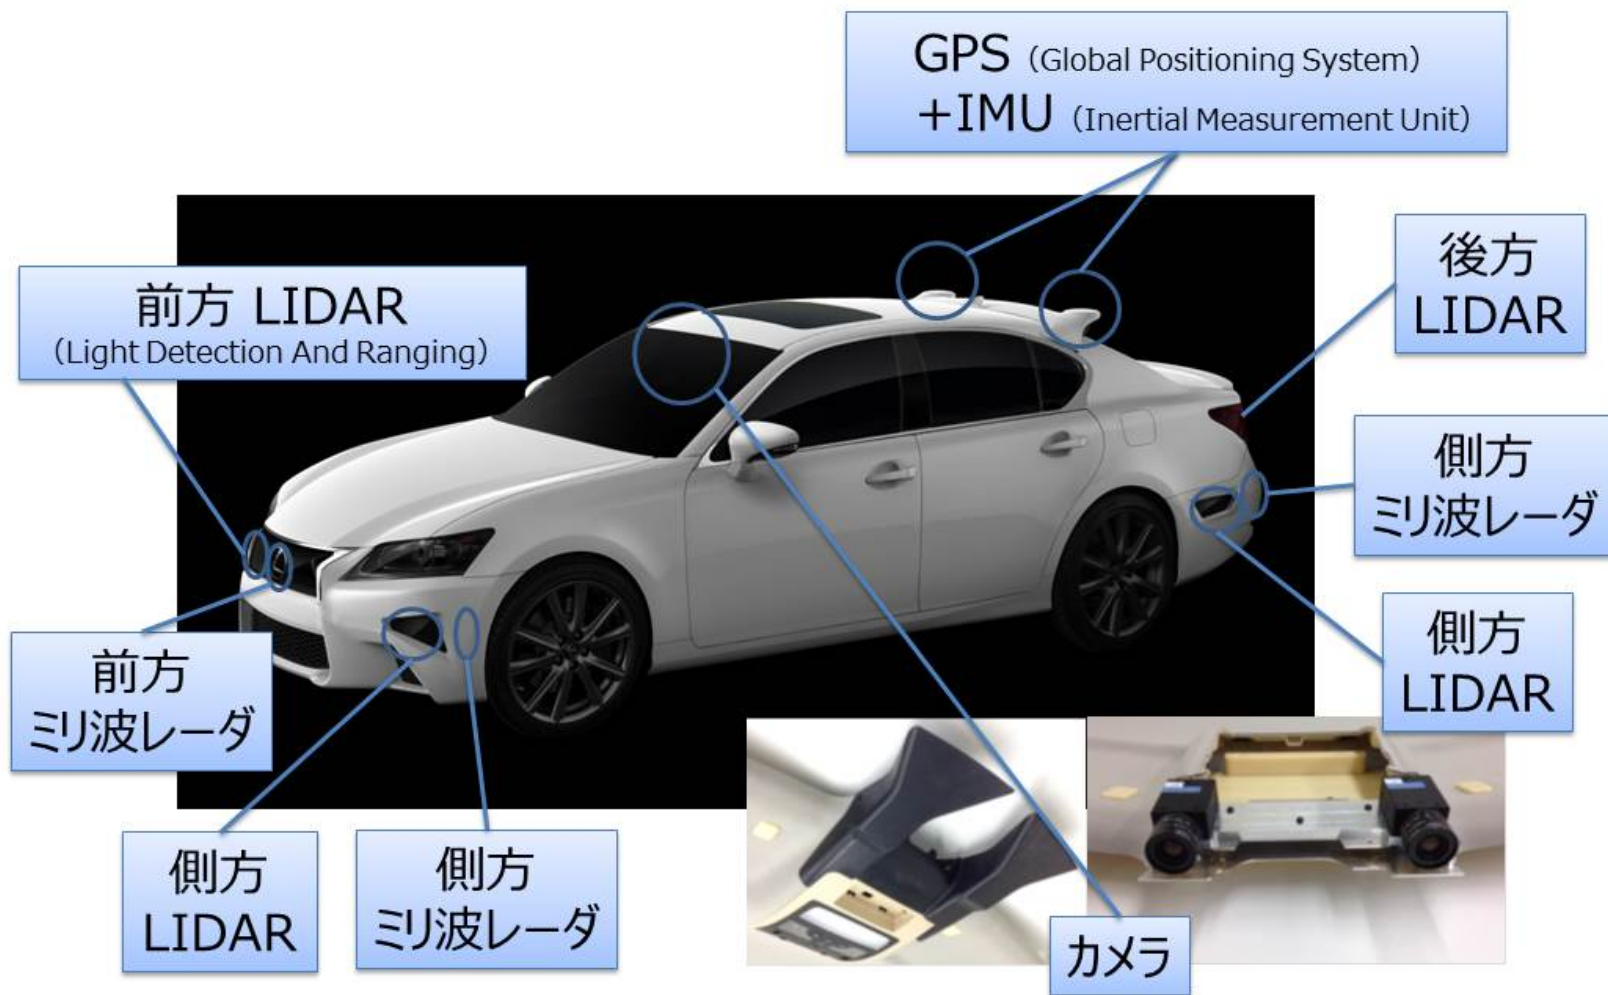 GPS (Global Positioning System)
+IMU (Inertial Measurement Unit)
後方
LIDAR
前方 LIDAR
(Light Detection And Ranging)
側方
ミリ波レーダ
側方
LIDAR
前方
ミリ波レーダ
側方
LIDAR
側方
ミリ波レーダ
カメラ